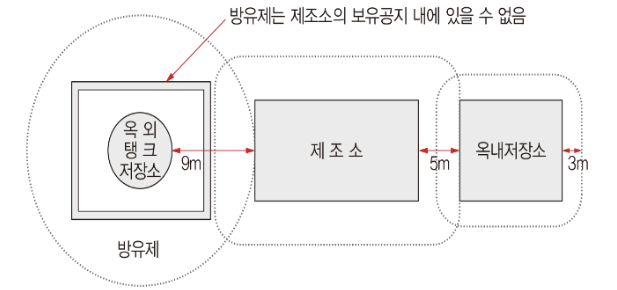 방유제는 제조소의 보유공지 내에 있을 수 없음
옥 외
탱 크
저장소
9m
제 조 소
5m
옥내저장소
3m
방유제